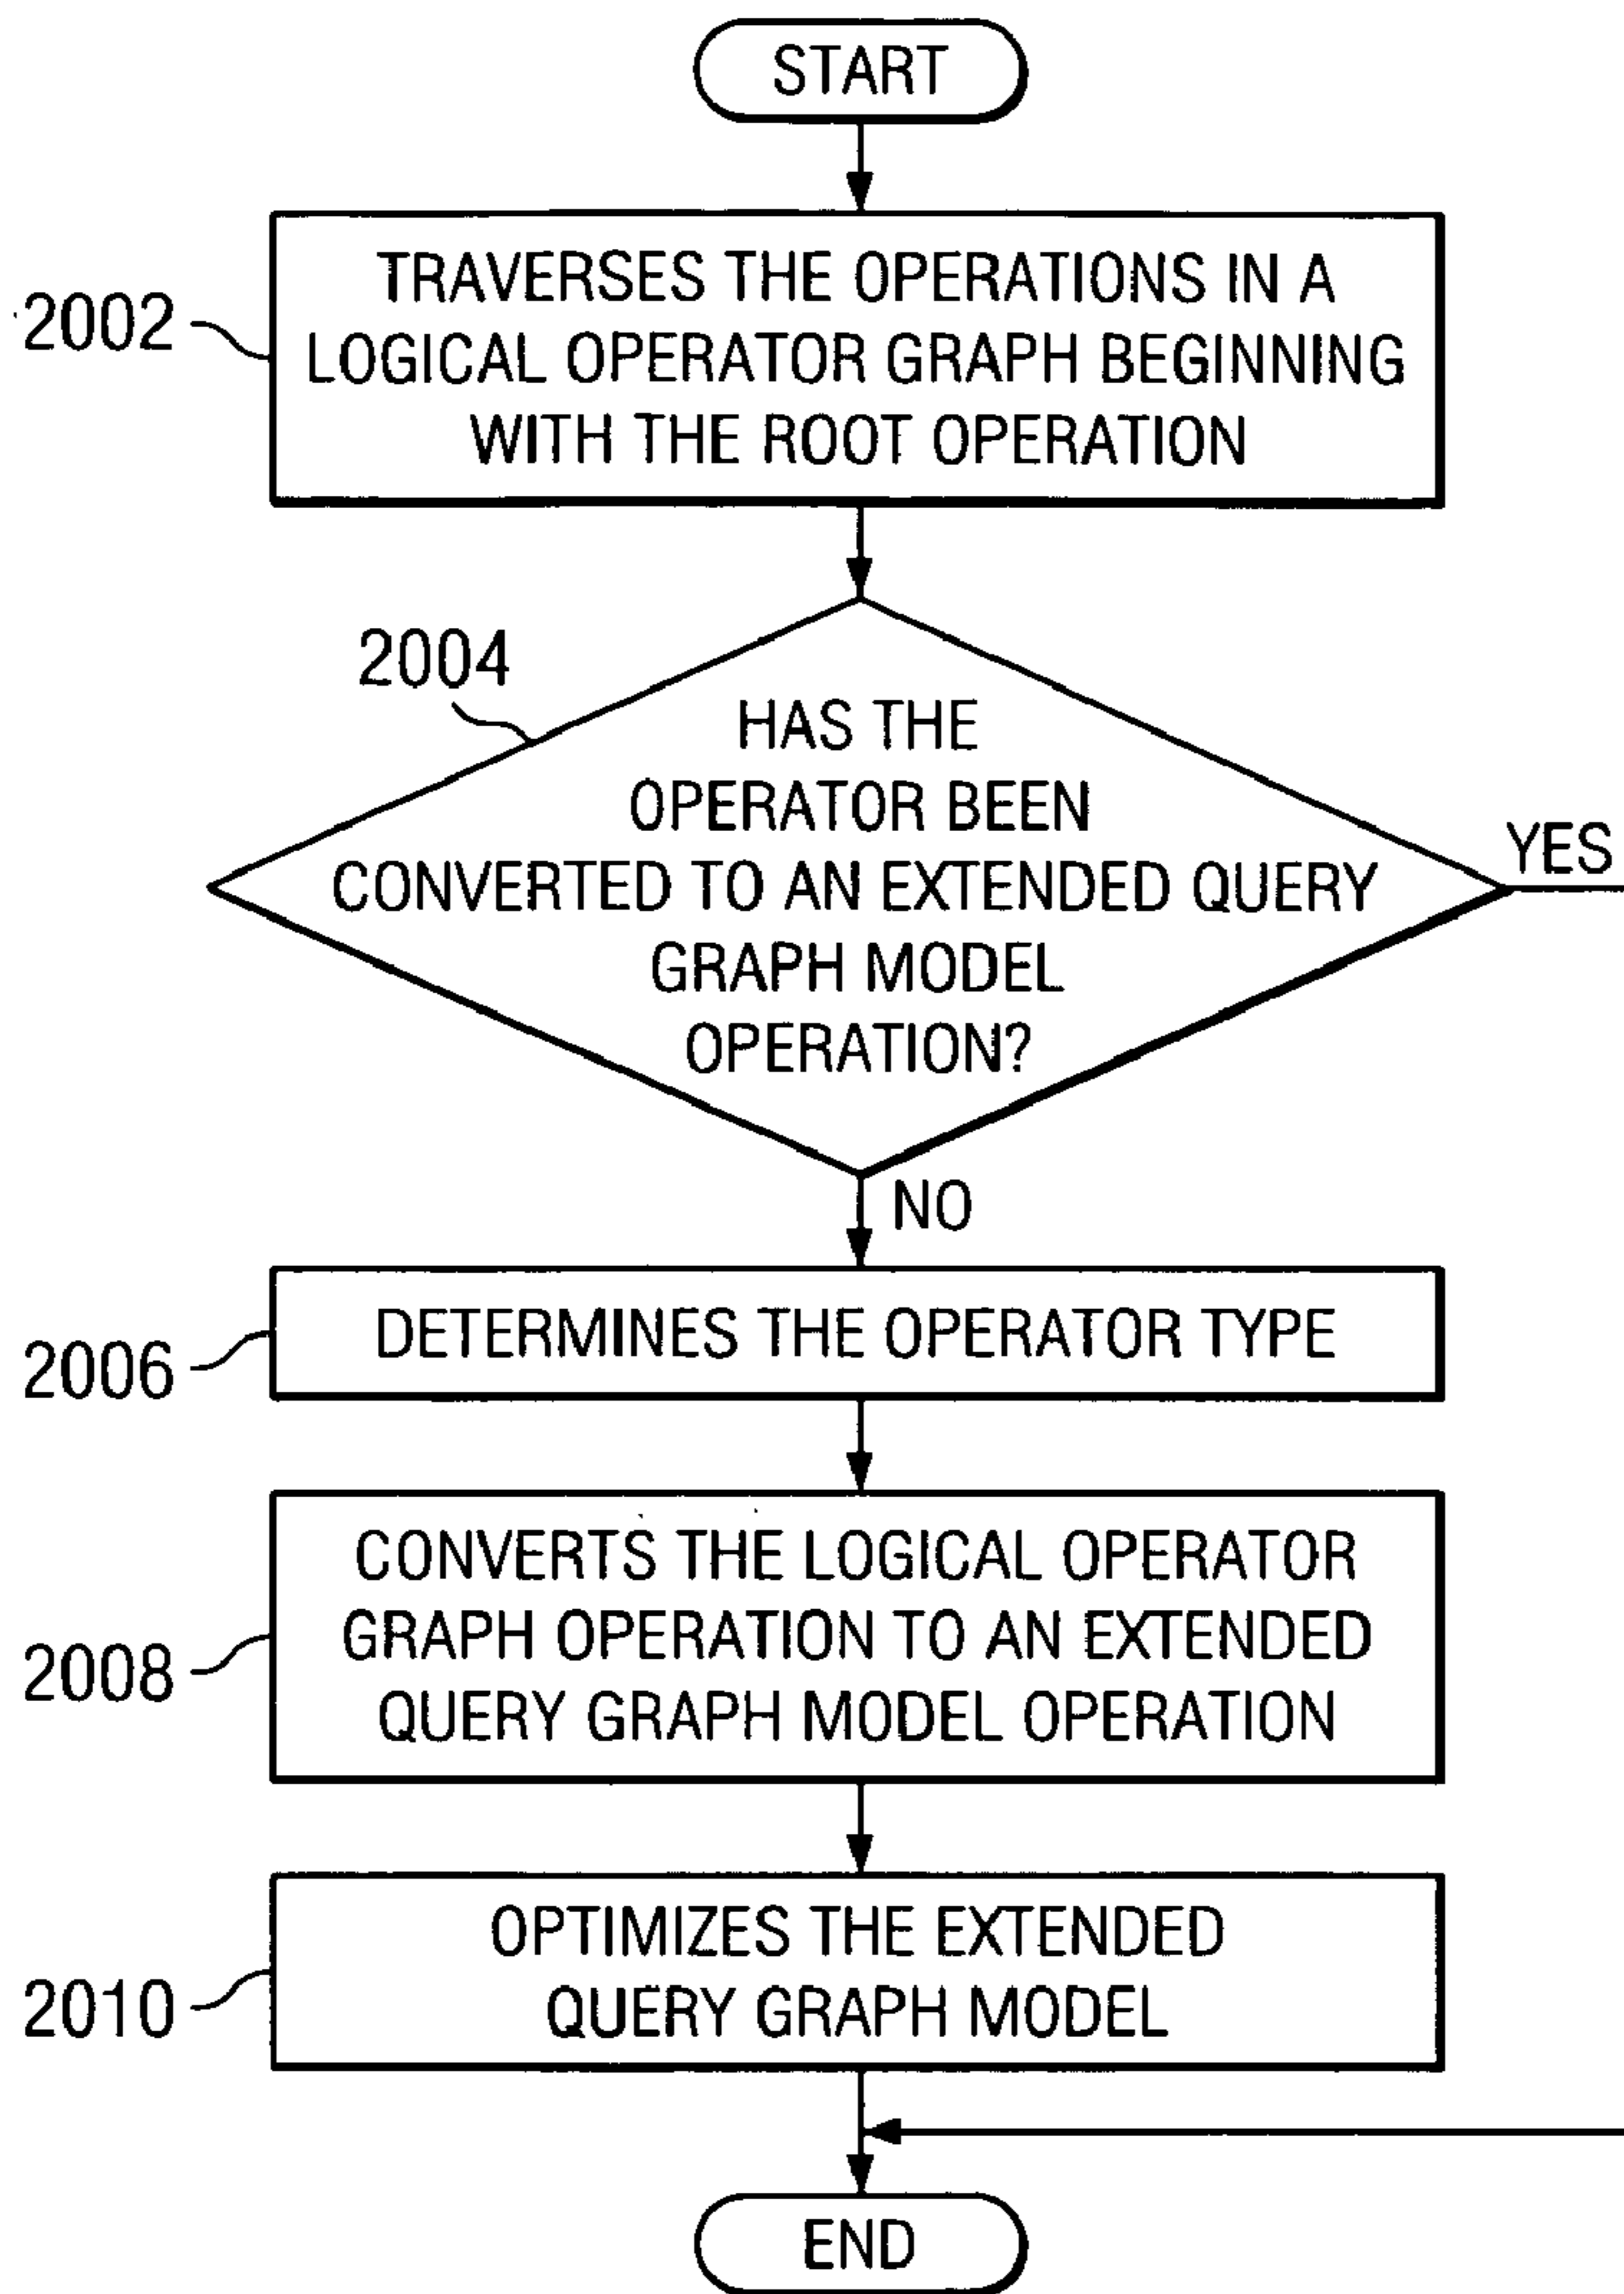 START
2002
TRAVERSES THE OPERATIONS IN A
LOGICAL OPERATOR GRAPH BEGINNING
WITH THE ROOT OPERATION
2004
HAS THE
OPERATOR BEEN
CONVERTED TO AN EXTENDED QUERY
GRAPH MODEL
OPERATION?
YES
NO
2006
DETERMINES THE OPERATOR TYPE
2008
CONVERTS THE LOGICAL OPERATOR
GRAPH OPERATION TO AN EXTENDED
QUERY GRAPH MODEL OPERATION
2010
OPTIMIZES THE EXTENDED
QUERY GRAPH MODEL
END